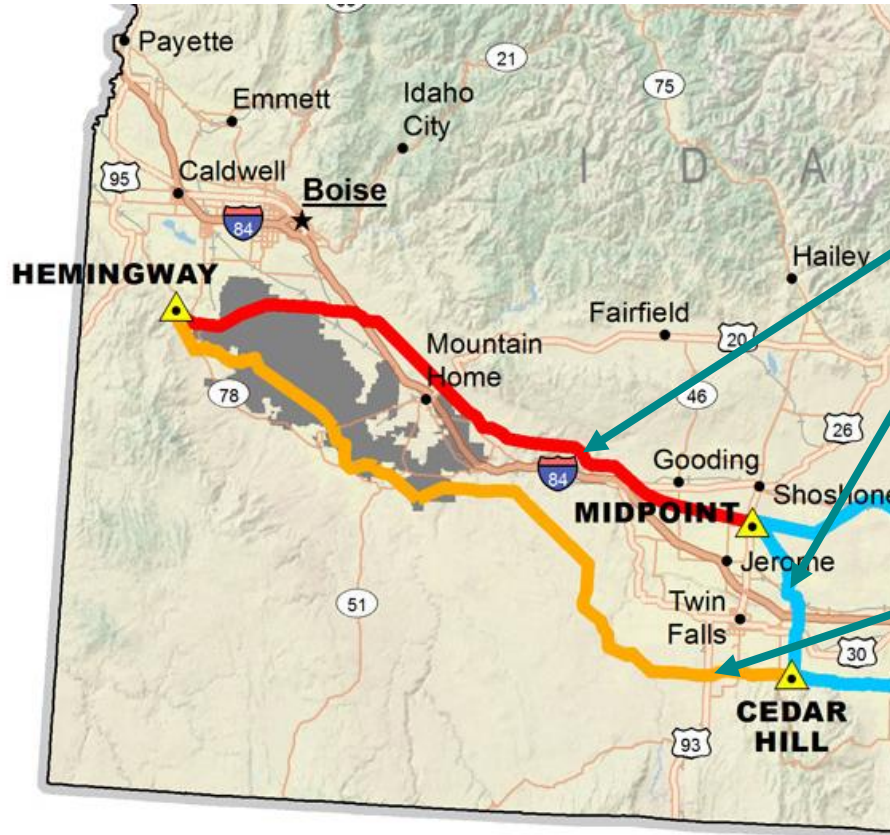 55
Payette
21
75
Emmett
Idaho
City
I D A
95
Caldwell
Boise
84
Hailey
HEMINGWAY
Fairfield
20
Mountain
Home
78
46
26
Gooding
84
Shoshone
MIDPOINT
Jerome
51
Twin
Falls
30
CEDAR
HILL
93